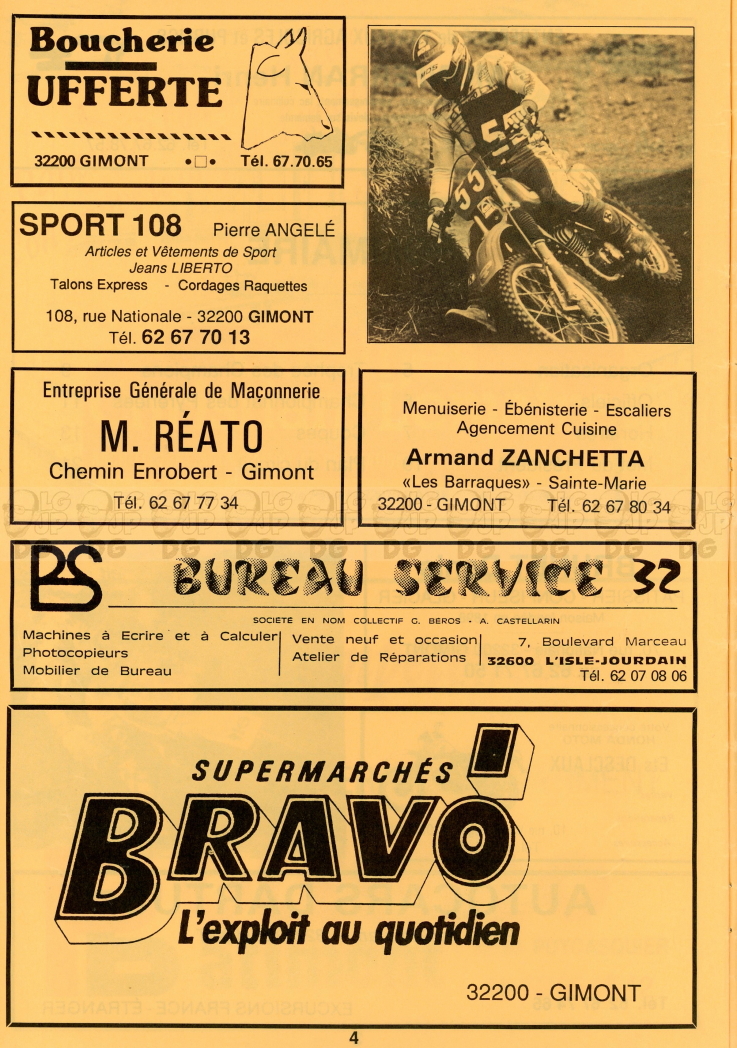 Boucherie
UFFERTE
32200 GIMONT •□• Tél. 67.70.65
SPORT 108 Pierre ANGELÉ
Articles et Vêtements de Sport
Jeans LIBERTO
Talons Express - Cordages Raquettes
108, rue Nationale - 32200 GIMONT
Tél. 62 67 70 13
55
5
Entreprise Générale de Maçonnerie
M. RÉATO
Chemin Enrobert - Gimont
Tél. 62 67 77 34
Menuiserie - Ébénisterie - Escaliers
Agencement Cuisine
Armand ZANCHETTA
«Les Barraques» - Sainte-Marie
32200 - GIMONT Tél. 62 67 80 34
LG
JP
DG
BS BUREAU SERVICE 32
SOCIÉTÉ EN NOM COLLECTIF G. BÉROS - A. CASTELLARIN
Machines à Ecrire et à Calculer
Photocopieurs
Mobilier de Bureau
Vente neuf et occasion
Atelier de Réparations
7, Boulevard Marceau
32600 L'ISLE-JOURDAIN
Tél. 62 07 08 06
SUPERMARCHÉS
BRAVO
L'exploit au quotidien
32200 - GIMONT
4